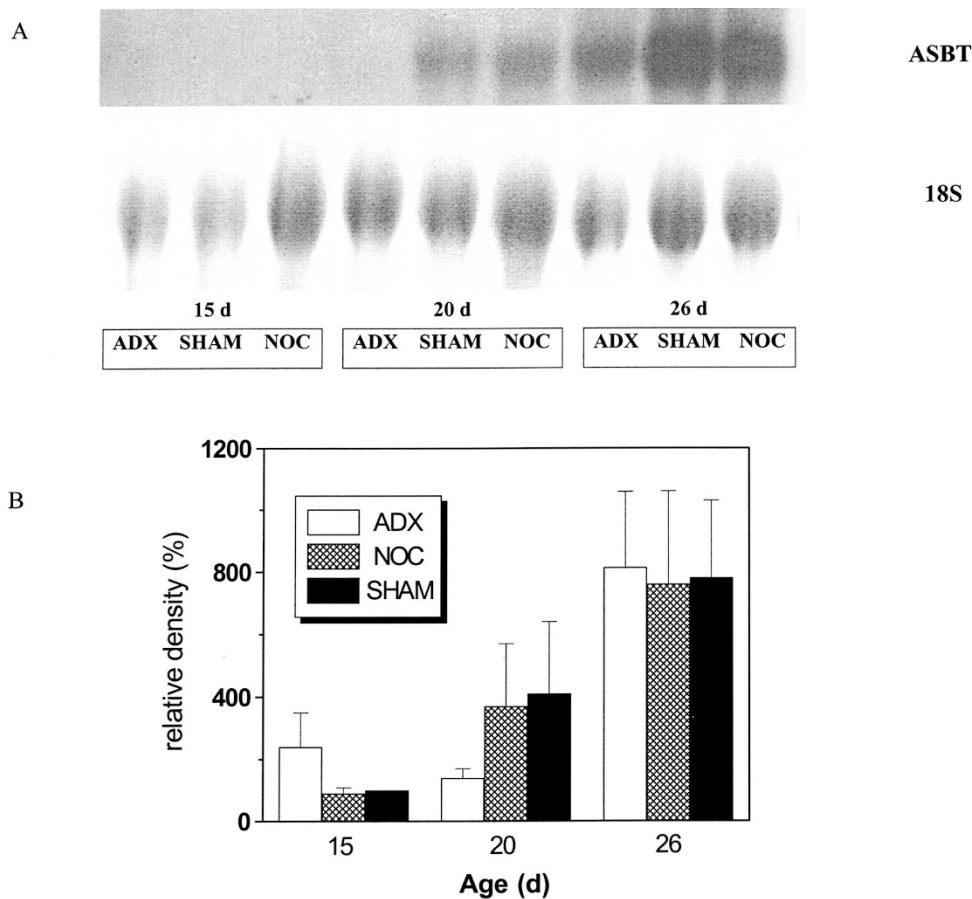 A
ASBT
18S
15 d 20 d 26 d
ADX SHAM NOC ADX SHAM NOC ADX SHAM NOC
B
relative density (%)
1200
800
400
0
ADX
NOC
SHAM
15 20 26
Age (d)